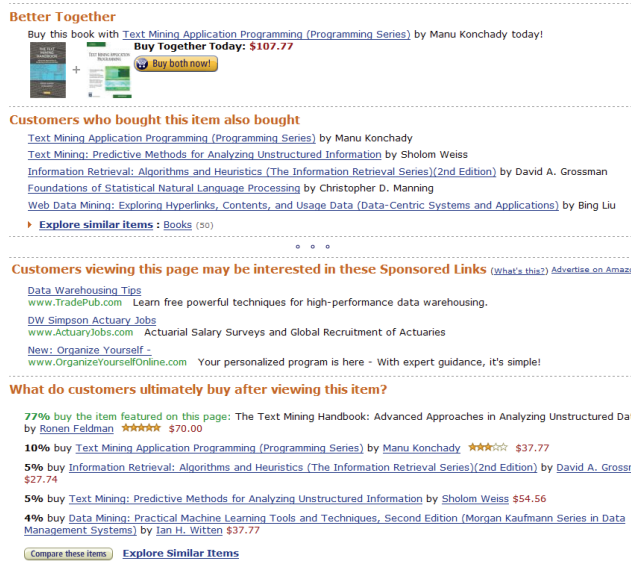 Better Together
Buy this book with Text Mining Application Programming (Programming Series) by Manu Konchady today!
Buy Together Today: $107.77
Buy both now!
Customers who bought this item also bought
Text Mining Application Programming (Programming Series) by Manu Konchady
Text Mining: Predictive Methods for Analyzing Unstructured Information by Sholom Weiss
Information Retrieval: Algorithms and Heuristics (The Information Retrieval Series)(2nd Edition) by David A. Grossman
Foundations of Statistical Natural Language Processing by Christopher D. Manning
Web Data Mining: Exploring Hyperlinks, Contents, and Usage Data (Data-Centric Systems and Applications) by Bing Liu
Explore similar items : Books (50)
Customers viewing this page may be interested in these Sponsored Links (What's this?) Advertise on Amazo
Data Warehousing Tips
www.TradePub.com Learn free powerful techniques for high-performance data warehousing.
DW Simpson Actuary Jobs
www.ActuaryJobs.com Actuarial Salary Surveys and Global Recruitment of Actuaries
New: Organize Yourself -
www.OrganizeYourselfOnline.com Your personalized program is here - With expert guidance, it's simple!
What do customers ultimately buy after viewing this item?
77% buy the item featured on this page: The Text Mining Handbook: Advanced Approaches in Analyzing Unstructured Da
by Ronen Feldman $70.00
10% buy Text Mining Application Programming (Programming Series) by Manu Konchady $37.77
5% buy Information Retrieval: Algorithms and Heuristics (The Information Retrieval Series)(2nd Edition) by David A. Gross
$27.74
5% buy Text Mining: Predictive Methods for Analyzing Unstructured Information by Sholom Weiss $54.56
4% buy Data Mining: Practical Machine Learning Tools and Techniques, Second Edition (Morgan Kaufmann Series in Data
Management Systems) by Ian H. Witten $37.77
Compare these items Explore Similar Items